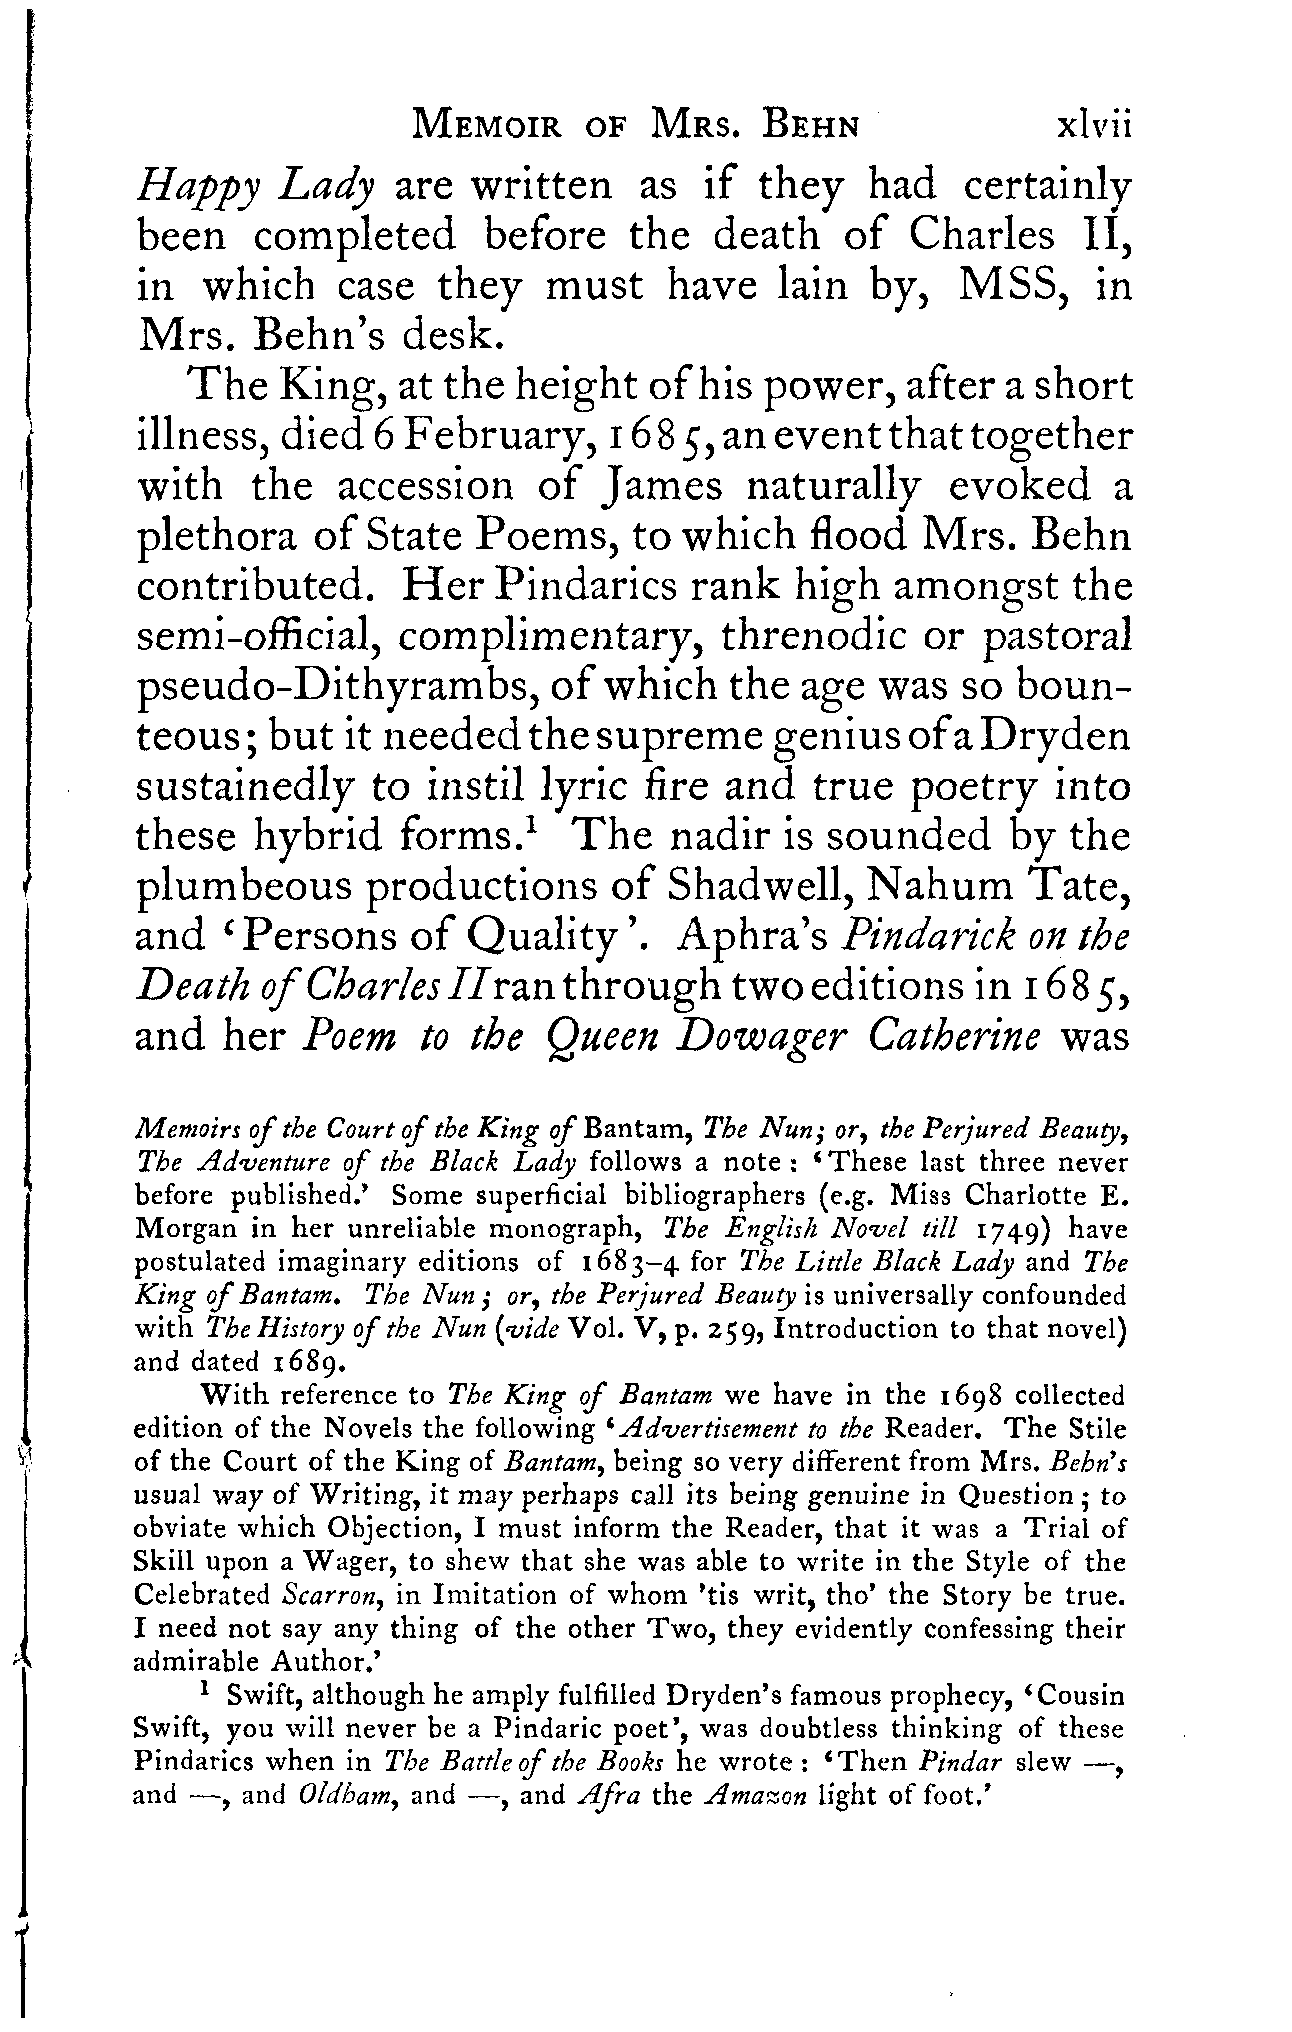 MEMOIR OF MRS. BEHN xlvii
Happy Lady are written as if they had certainly
been completed before the death of Charles II,
in which case they must have lain by, MSS, in
Mrs. Behn's desk.
The King, at the height of his power, after a short
illness, died 6 February, 1685, an event that together
with the accession of James naturally evoked a
plethora of State Poems, to which flood Mrs. Behn
contributed. Her Pindarics rank high amongst the
semi-official, complimentary, threnodic or pastoral
pseudo-Dithyrambs, of which the age was so boun-
teous; but it needed the supreme genius of a Dryden
sustainedly to instil lyric fire and true poetry into
these hybrid forms.¹ The nadir is sounded by the
plumbeous productions of Shadwell, Nahum Tate,
and ‘Persons of Quality’. Aphra's Pindarick on the
Death of Charles II ran through two editions in 1685,
and her Poem to the Queen Dowager Catherine was
Memoirs of the Court of the King of Bantam, The Nun; or, the Perjured Beauty,
The Adventure of the Black Lady follows a note: ‘These last three never
before published.’ Some superficial bibliographers (e.g. Miss Charlotte E.
Morgan in her unreliable monograph, The English Novel till 1749) have
postulated imaginary editions of 1683–4 for The Little Black Lady and The
King of Bantam. The Nun; or, the Perjured Beauty is universally confounded
with The History of the Nun (vide Vol. V, p. 259, Introduction to that novel)
and dated 1689.
With reference to The King of Bantam we have in the 1698 collected
edition of the Novels the following ‘Advertisement to the Reader. The Stile
of the Court of the King of Bantam, being so very different from Mrs. Behn's
usual way of Writing, it may perhaps call its being genuine in Question; to
obviate which Objection, I must inform the Reader, that it was a Trial of
Skill upon a Wager, to shew that she was able to write in the Style of the
Celebrated Scarron, in Imitation of whom 'tis writ, tho' the Story be true.
I need not say any thing of the other Two, they evidently confessing their
admirable Author.’
¹ Swift, although he amply fulfilled Dryden's famous prophecy, ‘Cousin
Swift, you will never be a Pindaric poet’, was doubtless thinking of these
Pindarics when in The Battle of the Books he wrote: ‘Then Pindar slew —,
and —, and Oldham, and —, and Afra the Amazon light of foot.’